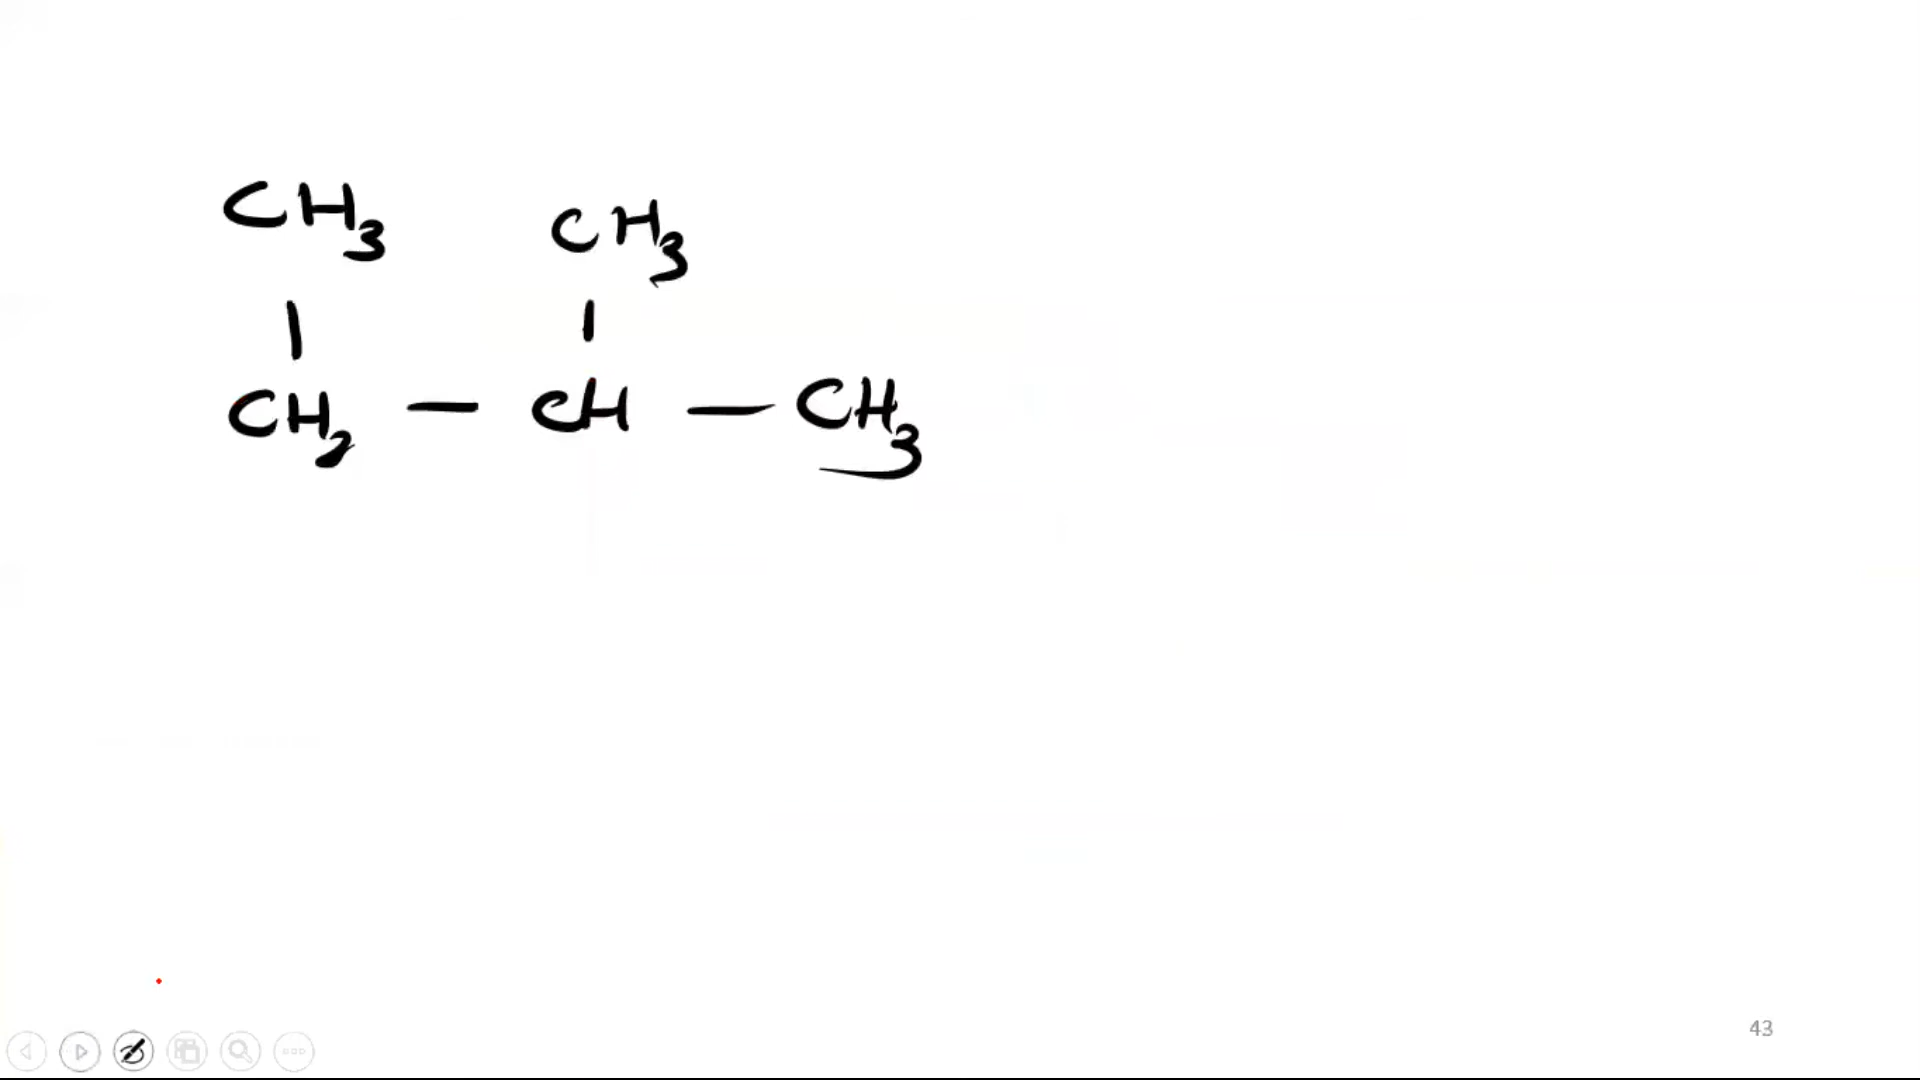 CH₃ CH₃
|  |
CH₂ — CH — CH₃
43